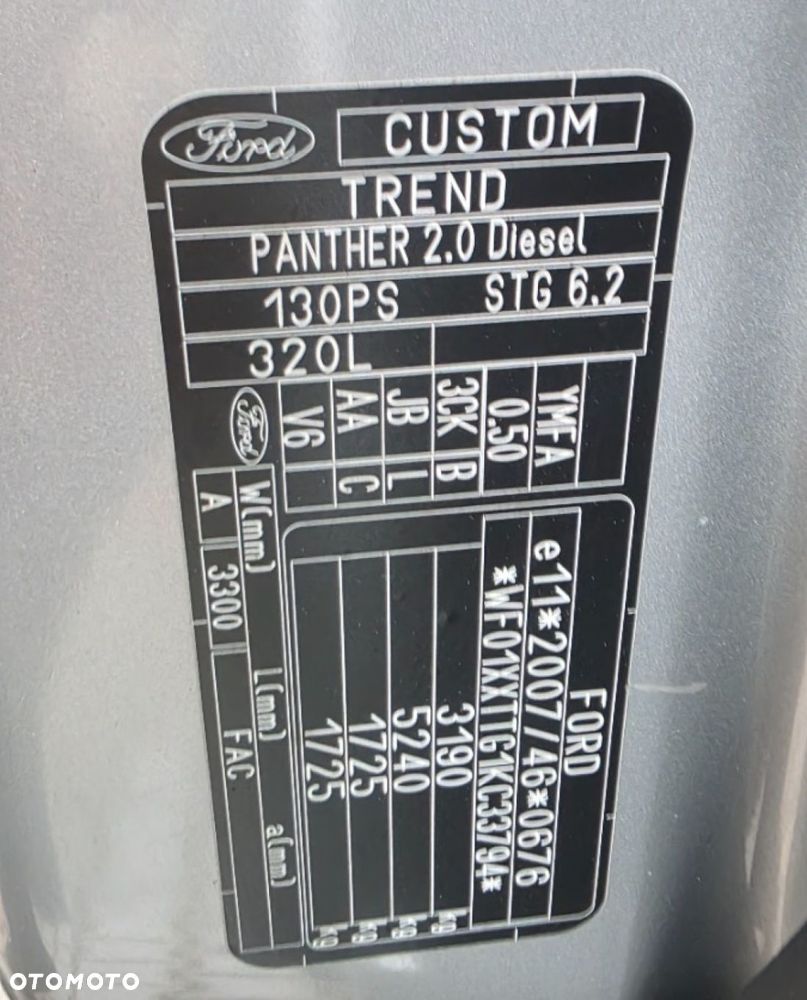 Ford
CUSTOM
TREND
PANTHER 2.0 Diesel
130PS STG 6.2
320L
YMFA
0.50
3CK B
JB L
AA C
V6
Ford
FORD
e11*2007/46*0676
*WF01XXTTG1KC33794*
3190 kg
5240 kg
1725 kg
1725 kg
W(mm) L(mm) a(mm)
A 3300 FAC
OTOMOTO